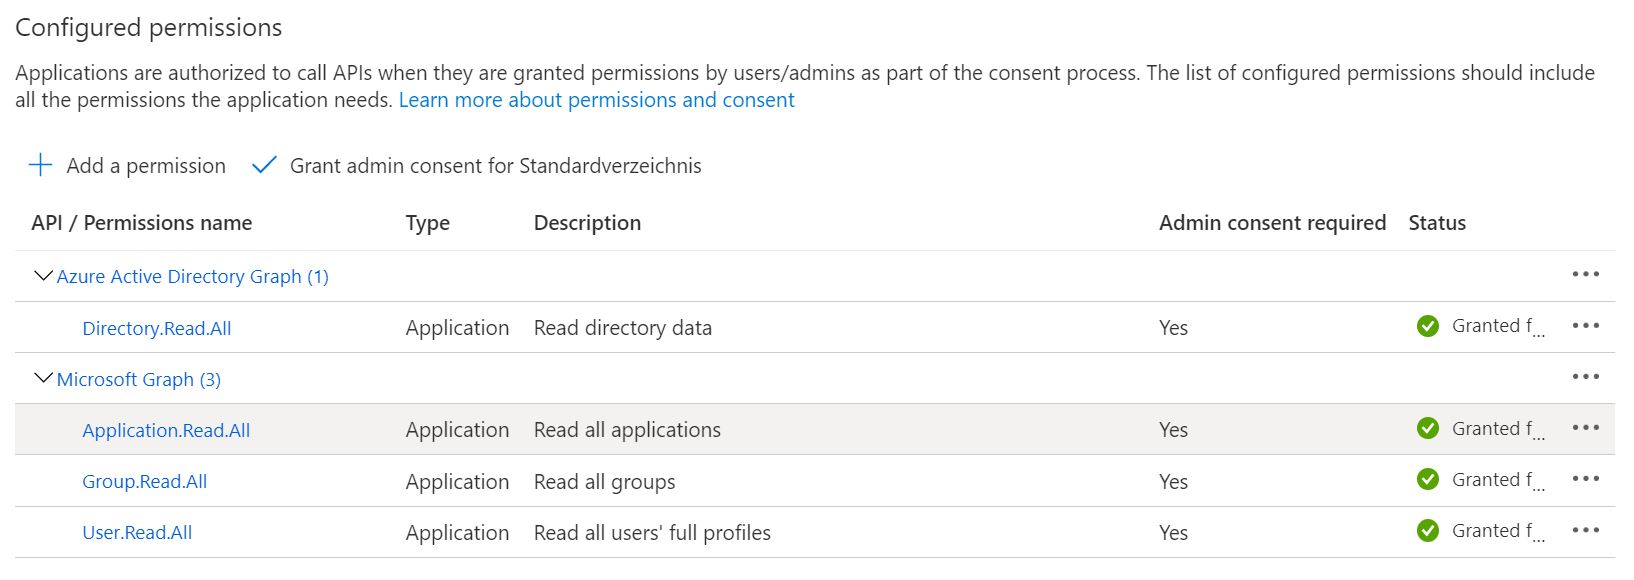 Configured permissions
Applications are authorized to call APIs when they are granted permissions by users/admins as part of the consent process. The list of configured permissions should include
all the permissions the application needs. Learn more about permissions and consent
Add a permission Grant admin consent for Standardverzeichnis
API / Permissions name Type Description Admin consent required Status
Azure Active Directory Graph (1)
Directory.Read.All Application Read directory data Yes Granted f...
Microsoft Graph (3)
Application.Read.All Application Read all applications Yes Granted f...
Group.Read.All Application Read all groups Yes Granted f...
User.Read.All Application Read all users' full profiles Yes Granted f...